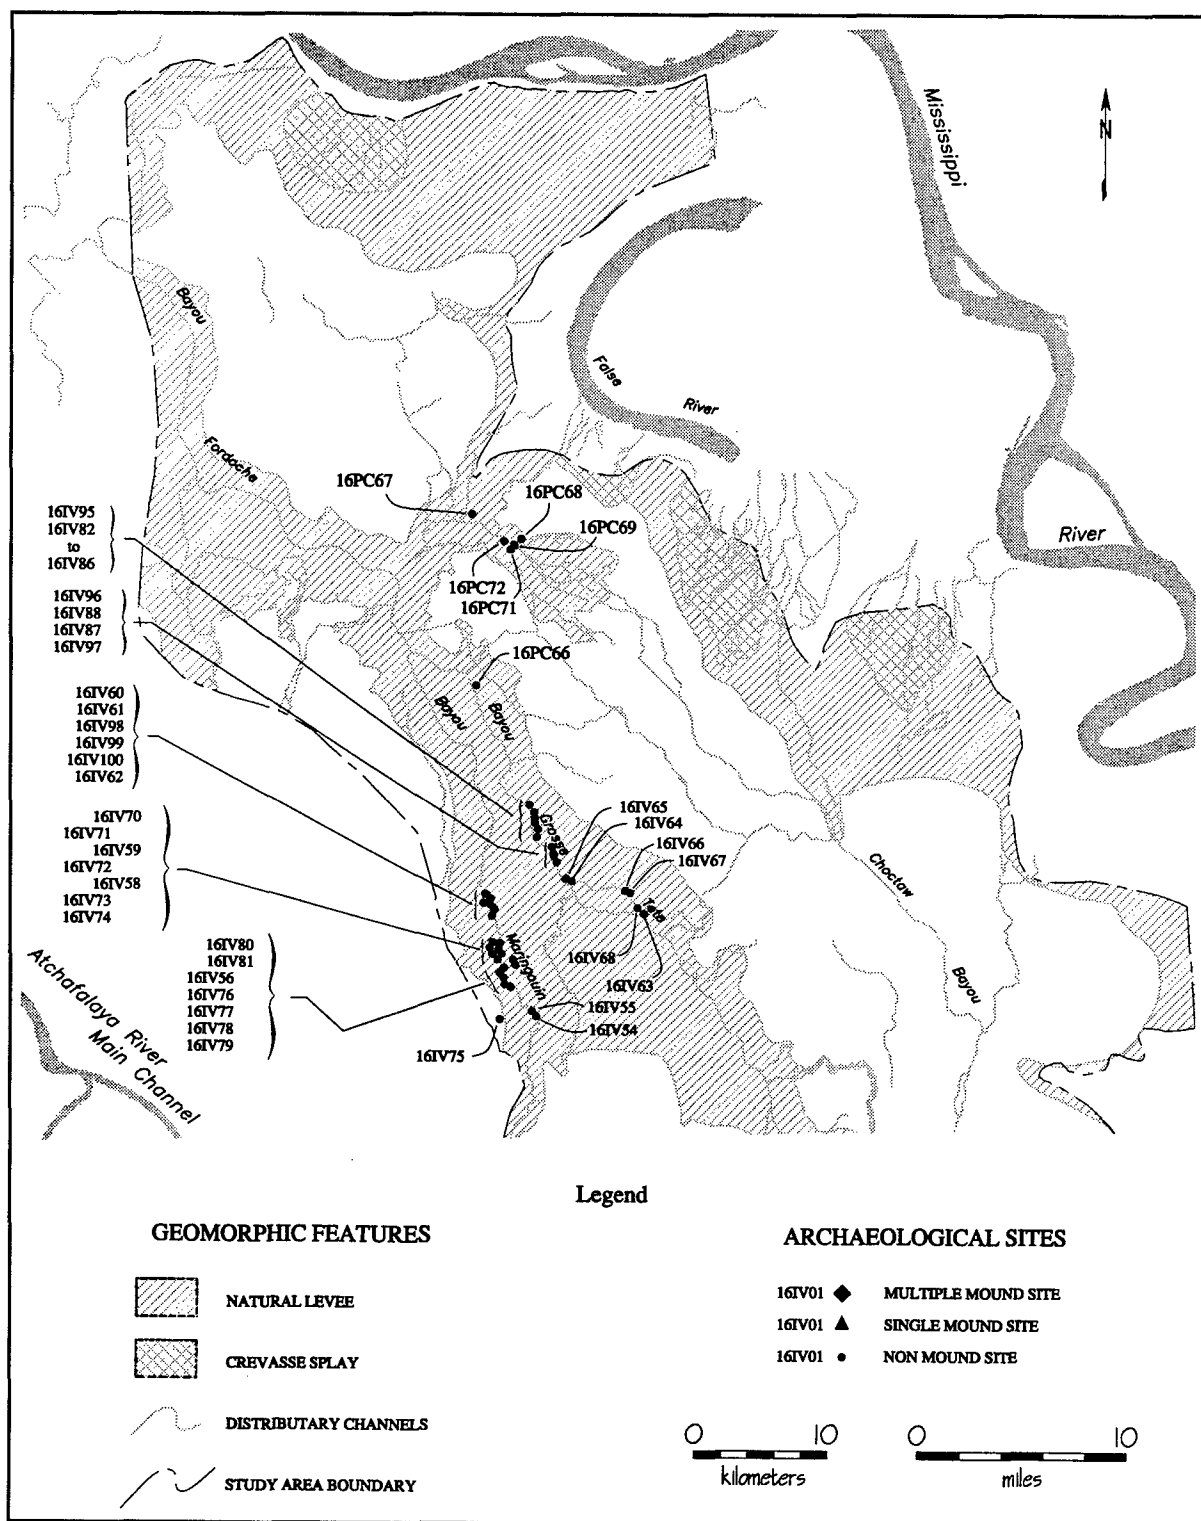 N
Mississippi
Bayou
False
River
Fordoche
16PC67
16PC68
16PC69
16IV95
16IV82
to
16IV86
River
16PC72
16PC71
16IV96
16IV88
16IV87
16IV97
16PC66
16IV60
16IV61
16IV98
16IV99
16IV100
16IV62
Bayou
Bayou
16IV65
16IV64
Grosse
16IV66
16IV67
16IV70
16IV71
16IV59
16IV72
16IV58
16IV73
16IV74
Choctaw
Tete
Maringouin
16IV68
16IV63
16IV80
16IV81
16IV56
16IV76
16IV77
16IV78
16IV79
Bayou
16IV55
16IV54
16IV75
Atchafalaya River
Main Channel
Legend
GEOMORPHIC FEATURES
NATURAL LEVEE
CREVASSE SPLAY
DISTRIBUTARY CHANNELS
STUDY AREA BOUNDARY
ARCHAEOLOGICAL SITES
16IV01 MULTIPLE MOUND SITE
16IV01 SINGLE MOUND SITE
16IV01 NON MOUND SITE
0 10
kilometers
0 10
miles